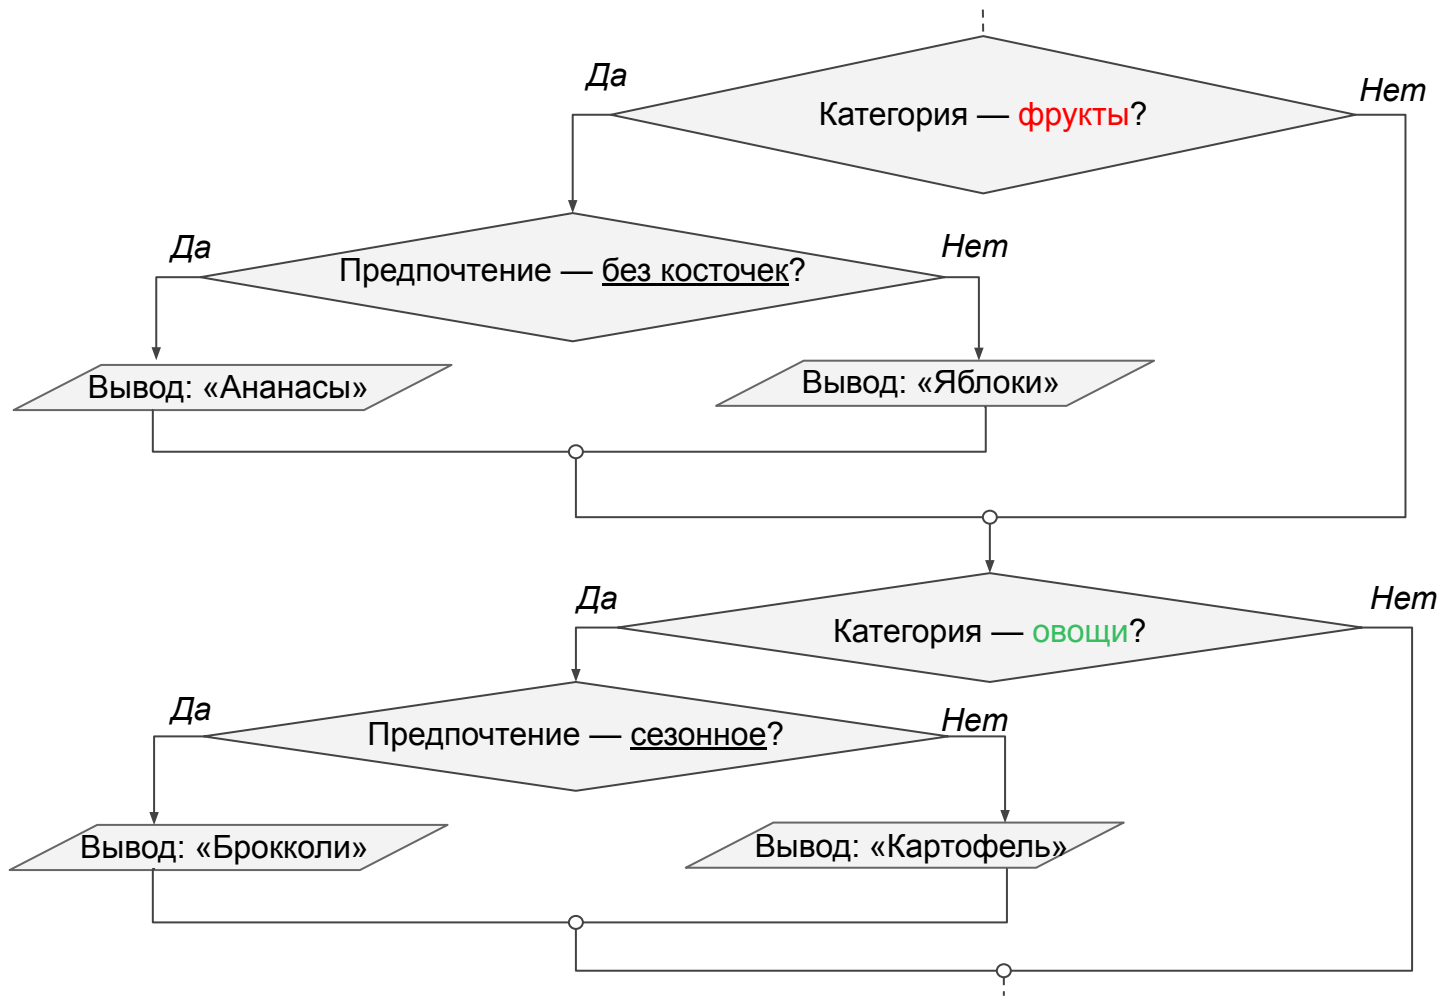 Да
Нет
Категория — фрукты?
Да
Нет
Предпочтение — без косточек?
Вывод: «Ананасы»
Вывод: «Яблоки»
Да
Нет
Категория — овощи?
Да
Нет
Предпочтение — сезонное?
Вывод: «Брокколи»
Вывод: «Картофель»